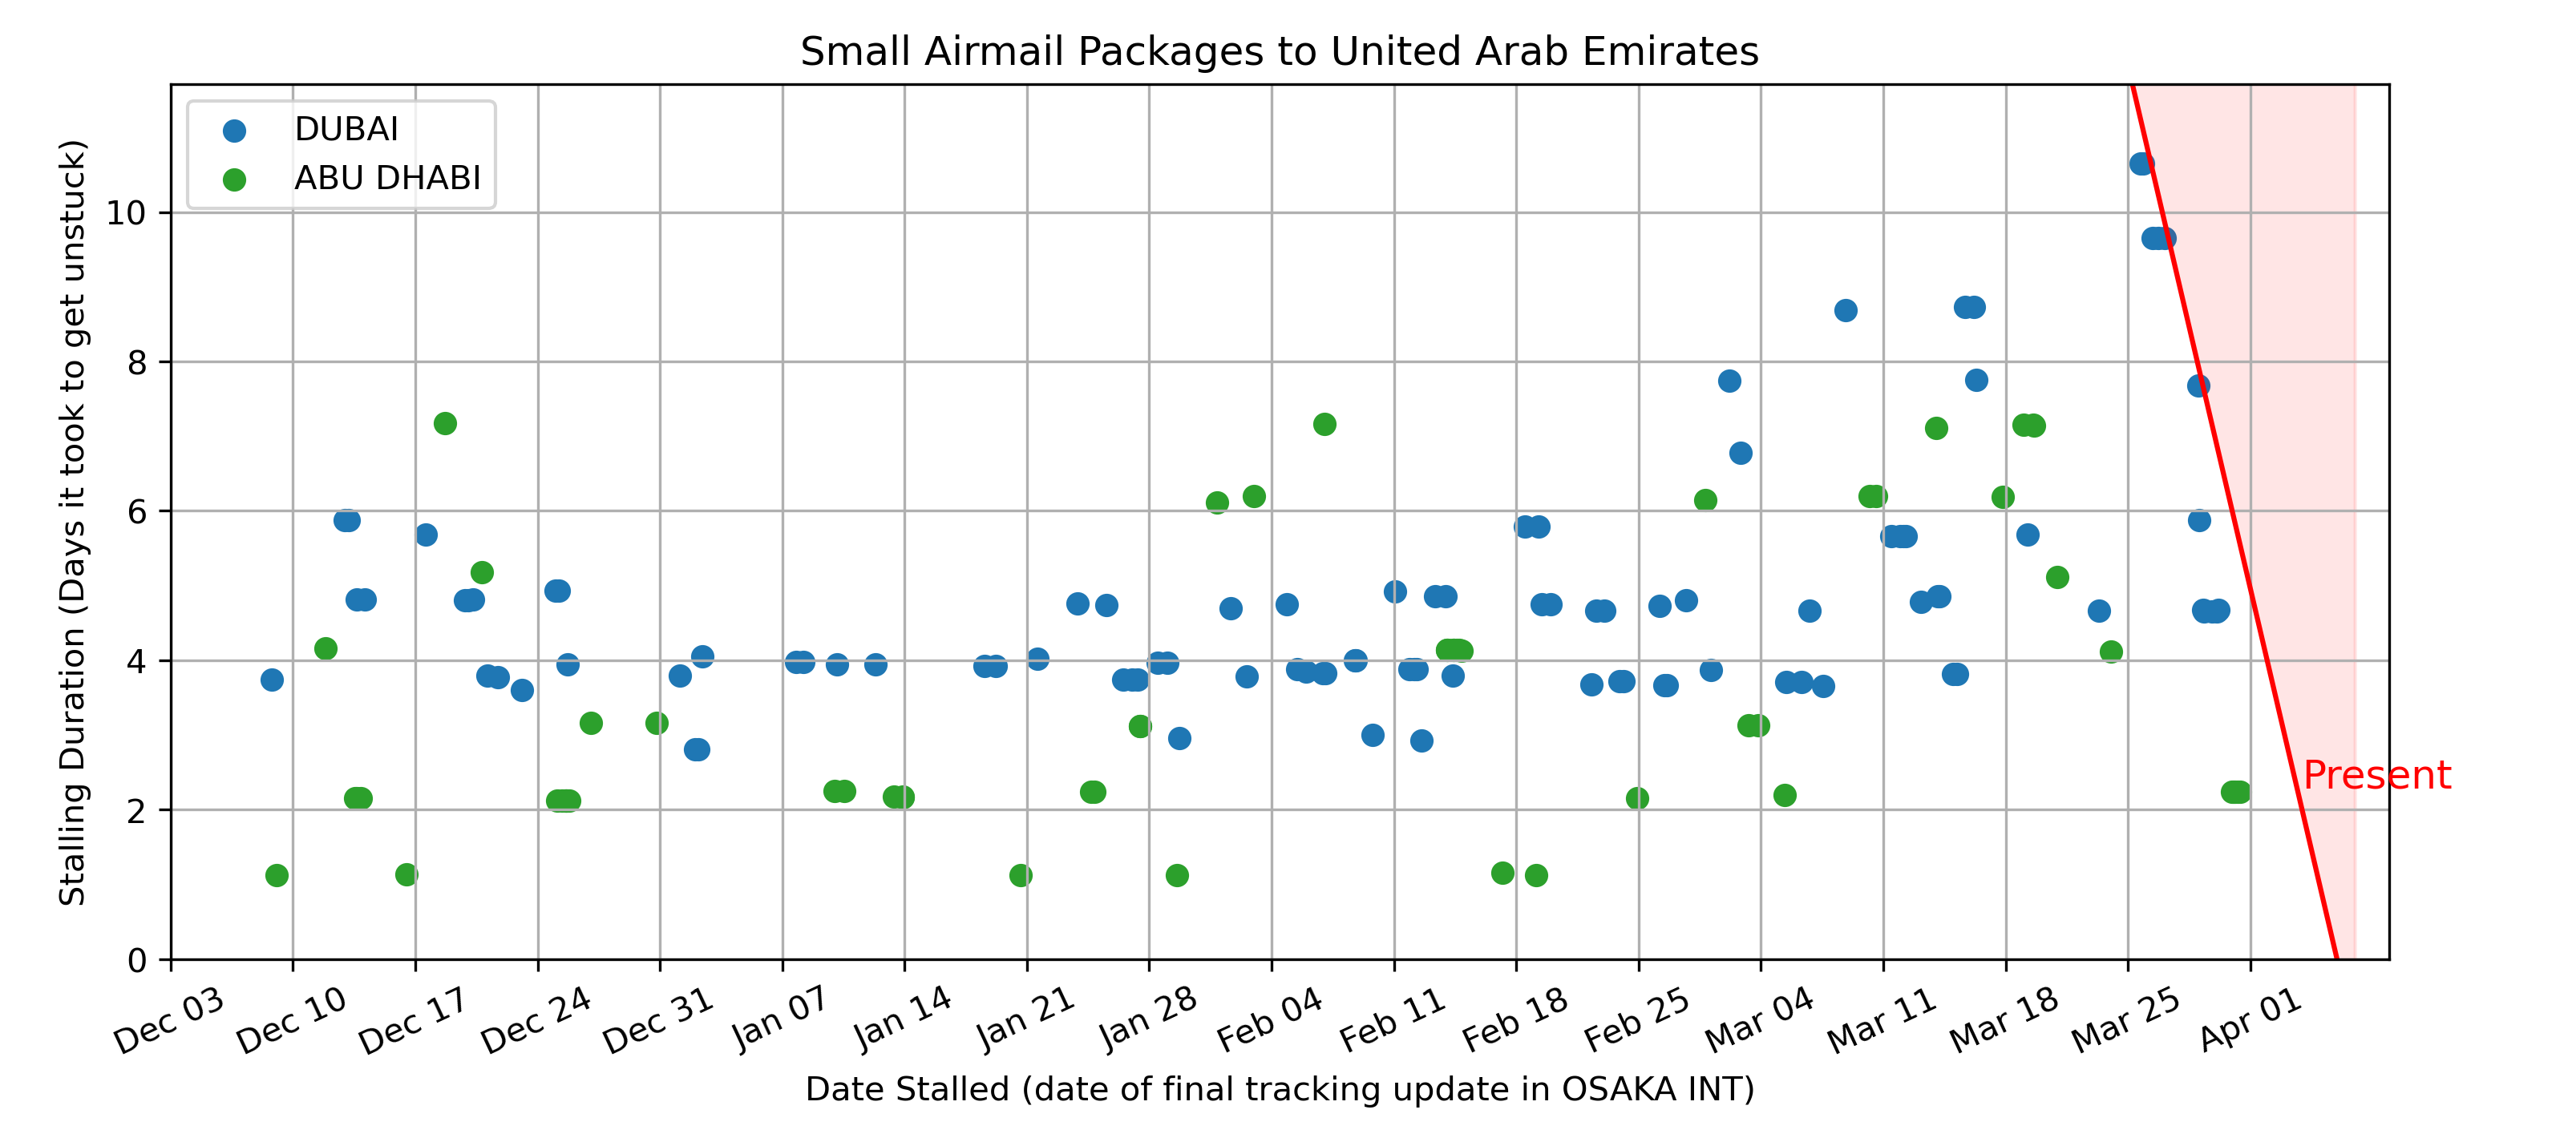 Small Airmail Packages to United Arab Emirates
DUBAI
ABU DHABI
Stalling Duration (Days it took to get unstuck)
10
8
6
4
2
0
Present
Dec 03
Dec 10
Dec 17
Dec 24
Dec 31
Jan 07
Jan 14
Jan 21
Jan 28
Feb 04
Feb 11
Feb 18
Feb 25
Mar 04
Mar 11
Mar 18
Mar 25
Apr 01
Date Stalled (date of final tracking update in OSAKA INT)